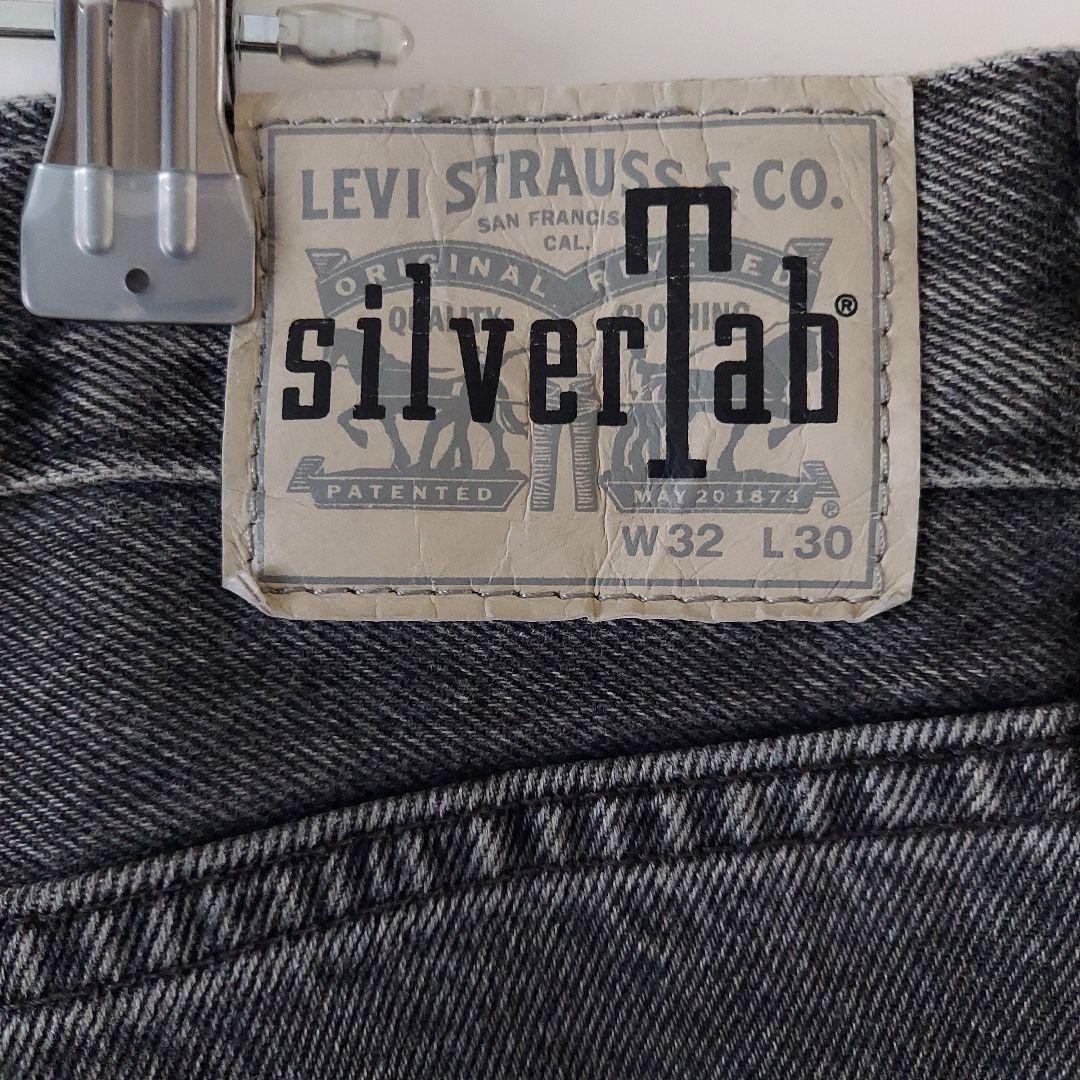 LEVI STRAUSS & CO.
SAN FRANCISCO
CAL.
ORIGINAL RIVETED
QUALITY CLOTHING
silverTab®
PATENTED MAY 20 1873 ®
W32 L30